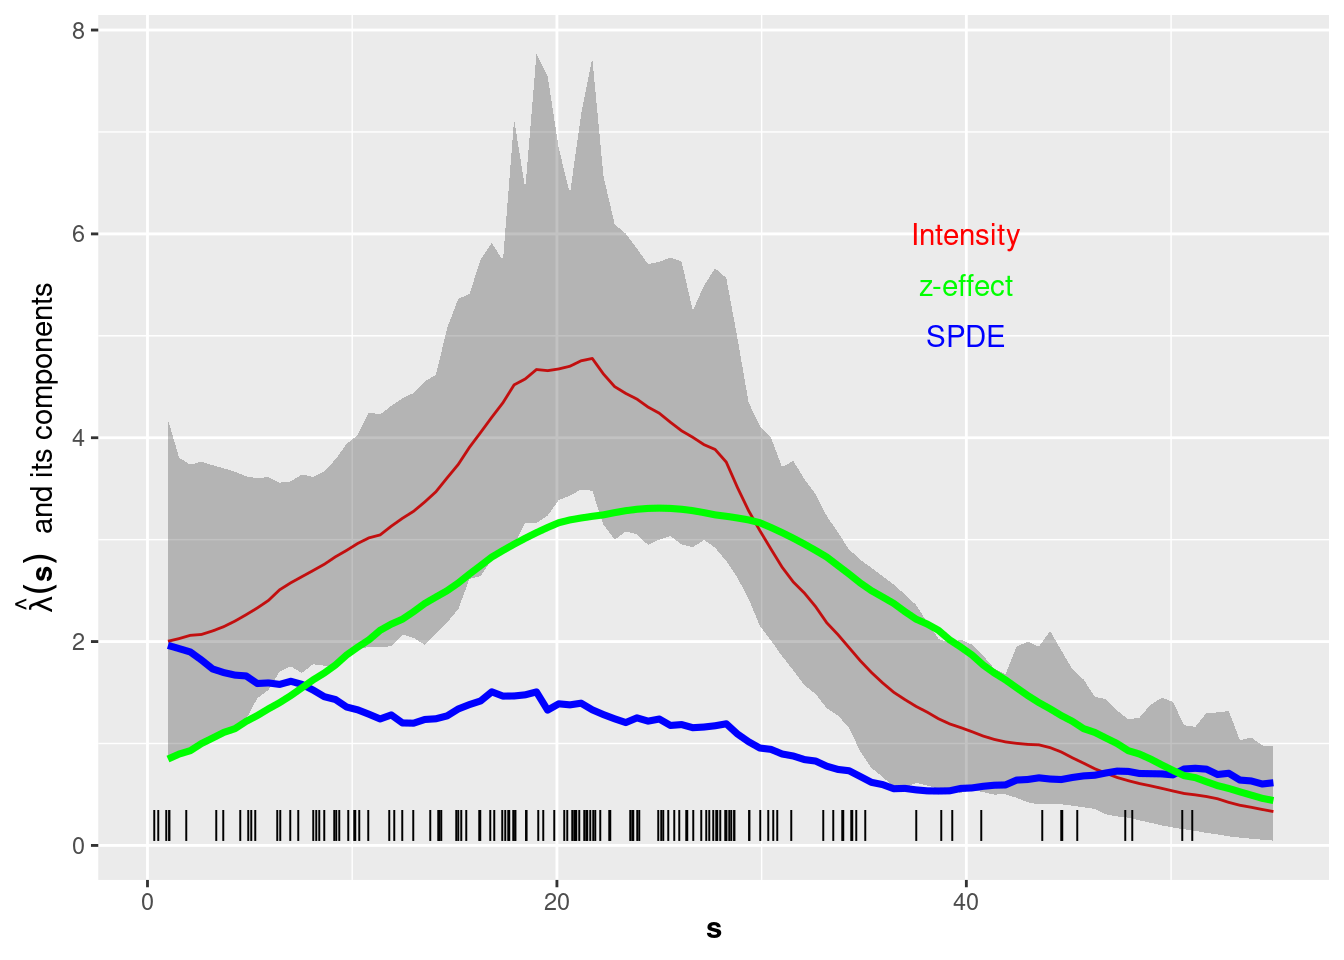 8
6
4
2
0
0 20 40
s
λ̂(s) and its components
Intensity
z-effect
SPDE